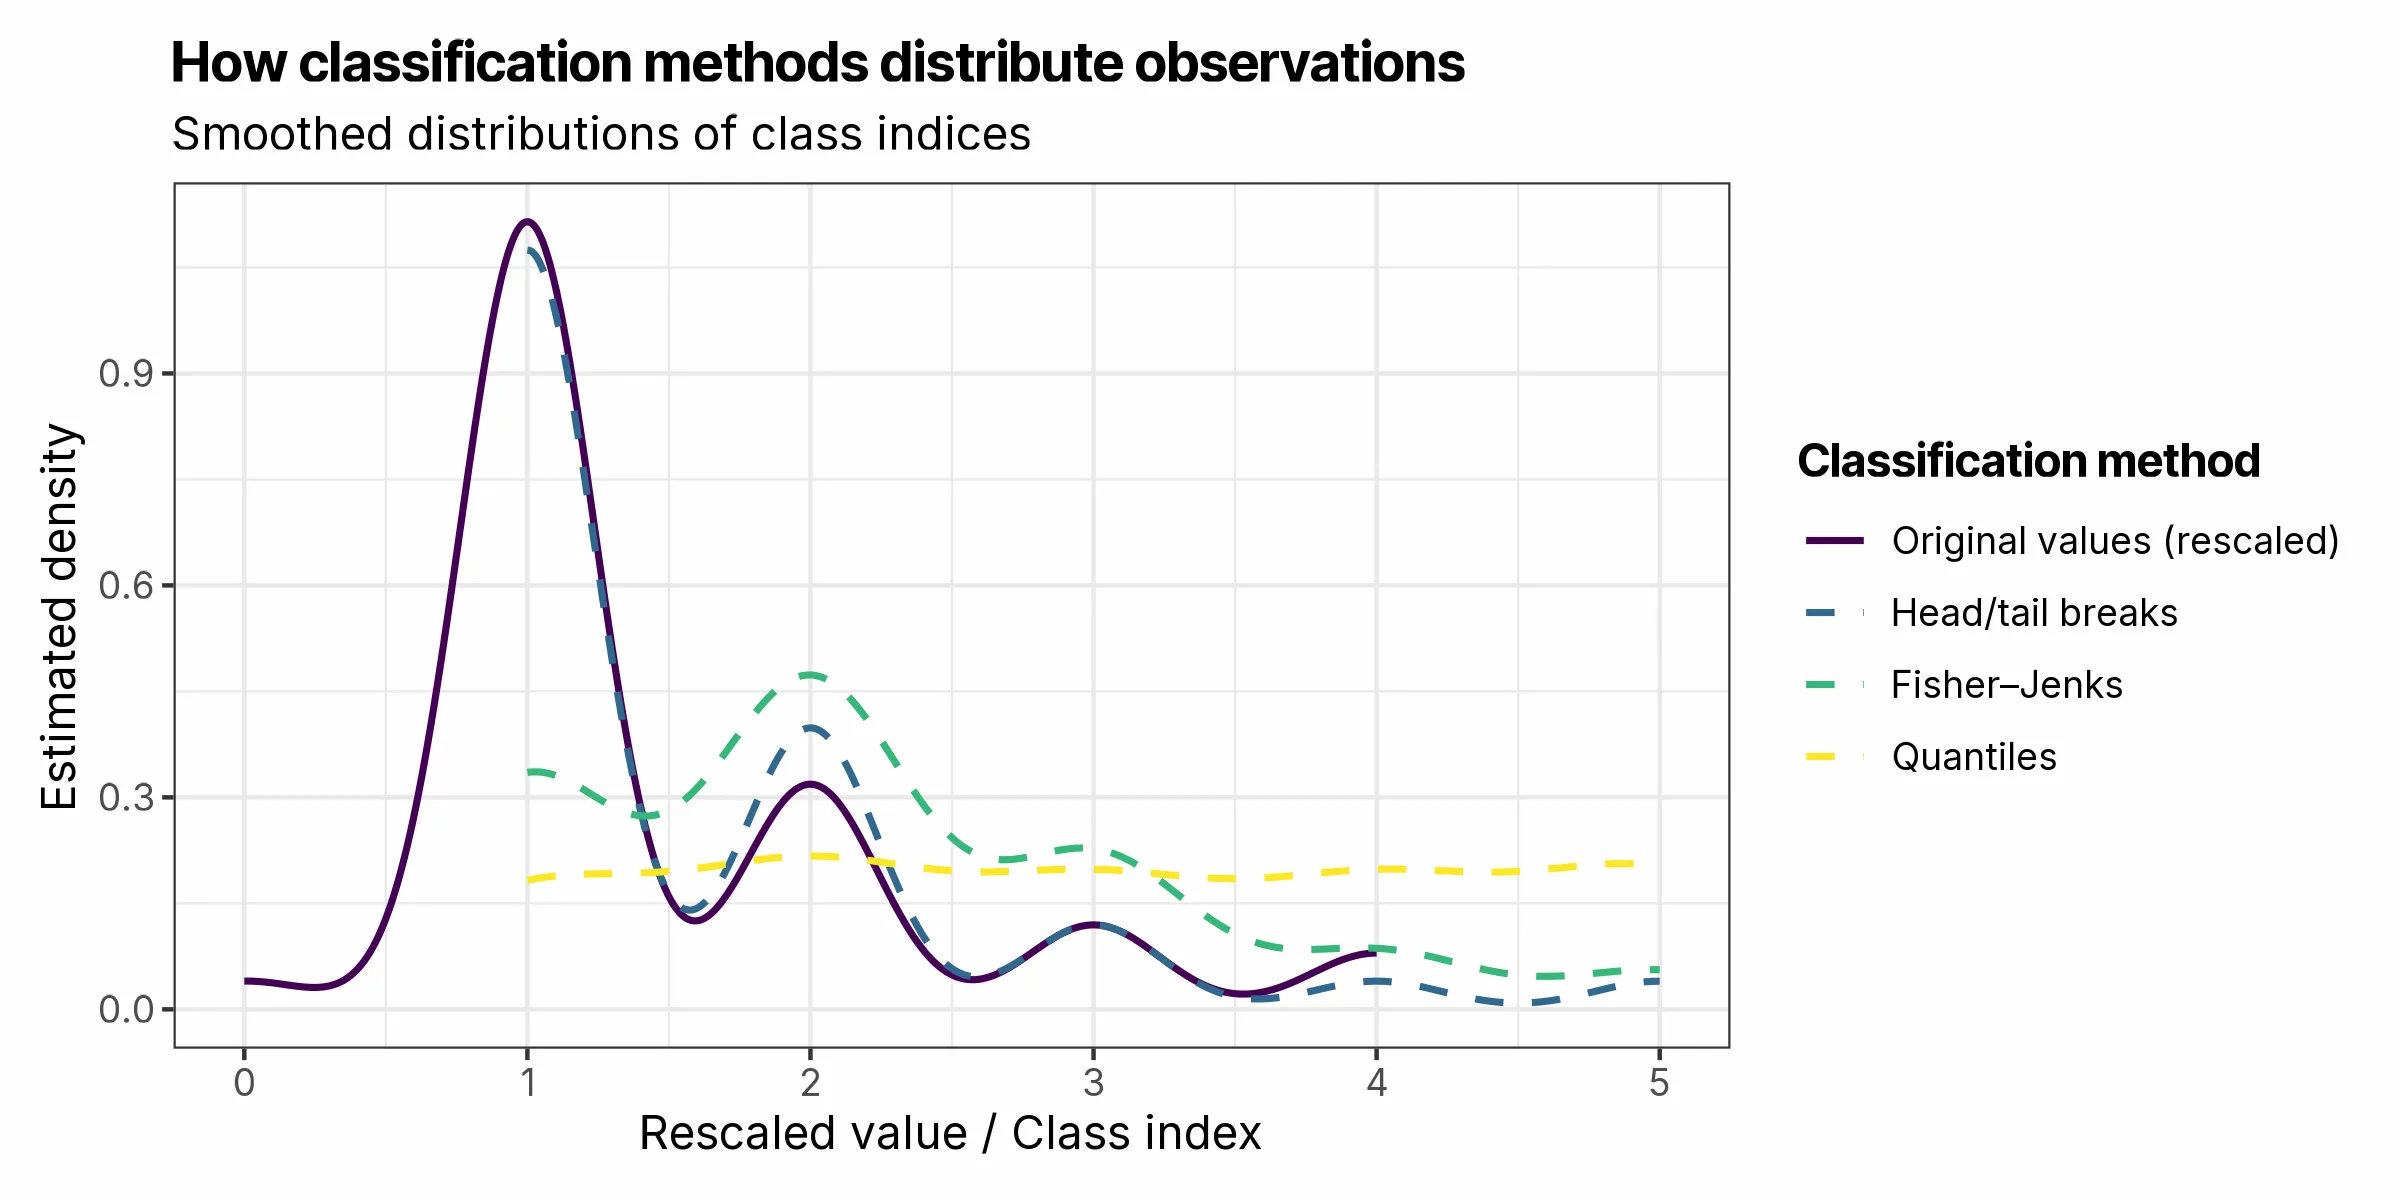 How classification methods distribute observations
Smoothed distributions of class indices
Estimated density
0.9
0.6
0.3
0.0
0 1 2 3 4 5
Rescaled value / Class index
Classification method
Original values (rescaled)
Head/tail breaks
Fisher–Jenks
Quantiles